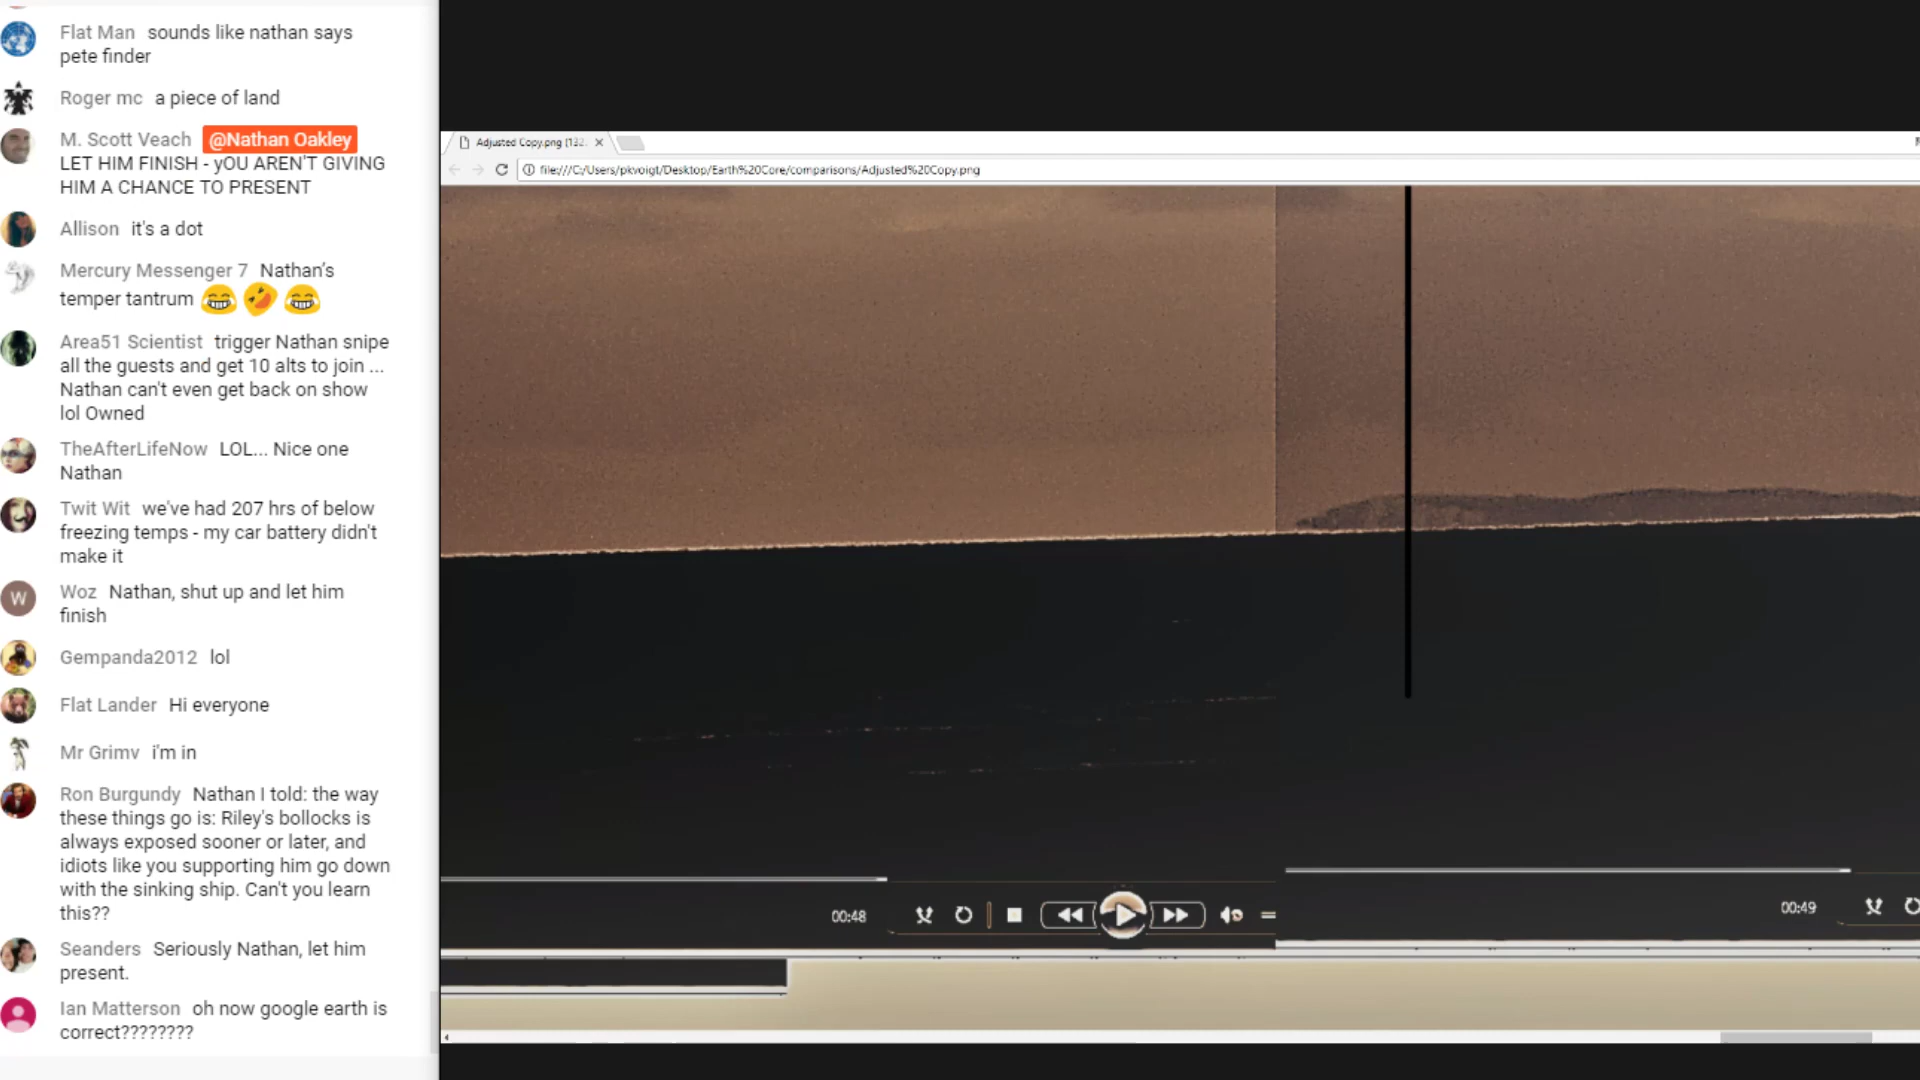 Flat Man sounds like nathan says
pete finder
Roger mc a piece of land
M. Scott Veach @Nathan Oakley
LET HIM FINISH - yOU AREN'T GIVING
HIM A CHANCE TO PRESENT
Allison it's a dot
Mercury Messenger 7 Nathan’s
temper tantrum
Area51 Scientist trigger Nathan snipe
all the guests and get 10 alts to join ...
Nathan can't even get back on show
lol Owned
TheAfterLifeNow LOL... Nice one
Nathan
Twit Wit we've had 207 hrs of below
freezing temps - my car battery didn't
make it
W
Woz Nathan, shut up and let him
finish
Gempanda2012 lol
Flat Lander Hi everyone
Mr Grimv i'm in
Ron Burgundy Nathan I told: the way
these things go is: Riley's bollocks is
always exposed sooner or later, and
idiots like you supporting him go down
with the sinking ship. Can't you learn
this??
Seanders Seriously Nathan, let him
present.
Ian Matterson oh now google earth is
correct????????
Adjusted Copy.png (132
file:///C:/Users/pkvoigt/Desktop/Earth%20Core/comparisons/Adjusted%20Copy.png
00:48
00:49